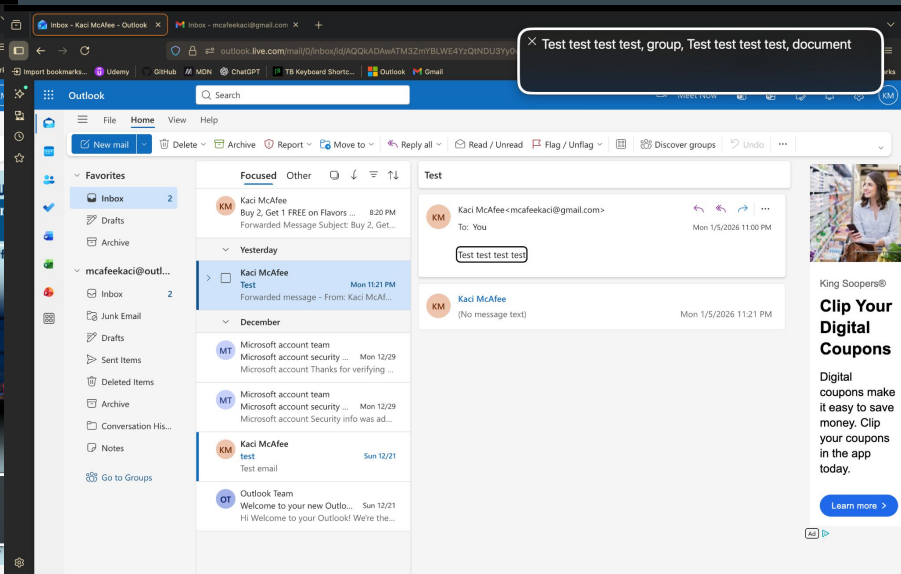 Inbox - Kaci McAfee - Outlook
Inbox - mcafeekaci@gmail.com
outlook.live.com/mail/0/inbox/id/
Test test test test, group, Test test test test, document
Import bookmarks...
Udemy
GitHub
MDN
ChatGPT
TB Keyboard Shortc...
Outlook
Gmail
Outlook
Search
Meet Now
KM
File
Home
View
Help
New mail
Delete
Archive
Report
Move to
Reply all
Read / Unread
Flag / Unflag
Discover groups
Undo
Favorites
Inbox 2
Drafts
Archive
mcafeekaci@outl...
Inbox 2
Junk Email
Drafts
Sent Items
Deleted Items
Archive
Conversation His...
Notes
Go to Groups
Focused
Other
KM
Kaci McAfee
Buy 2, Get 1 FREE on Flavors ... 8:20 PM
Forwarded Message Subject: Buy 2, Get...
Yesterday
Kaci McAfee
Test Mon 11:21 PM
Forwarded message - From: Kaci McAf...
December
MT
Microsoft account team
Microsoft account security ... Mon 12/29
Microsoft account Thanks for verifying ...
MT
Microsoft account team
Microsoft account security ... Mon 12/29
Microsoft account Security info was ad...
KM
Kaci McAfee
test Sun 12/21
Test email
OT
Outlook Team
Welcome to your new Outlo... Sun 12/21
Hi Welcome to your Outlook! We're the...
Test
KM
Kaci McAfee<mcafeekaci@gmail.com>
To: You
Mon 1/5/2026 11:00 PM
Test test test test
KM
Kaci McAfee
(No message text)
Mon 1/5/2026 11:21 PM
King Soopers®
Clip Your
Digital
Coupons
Digital
coupons make
it easy to save
money. Clip
your coupons
in the app
today.
Learn more
Ad